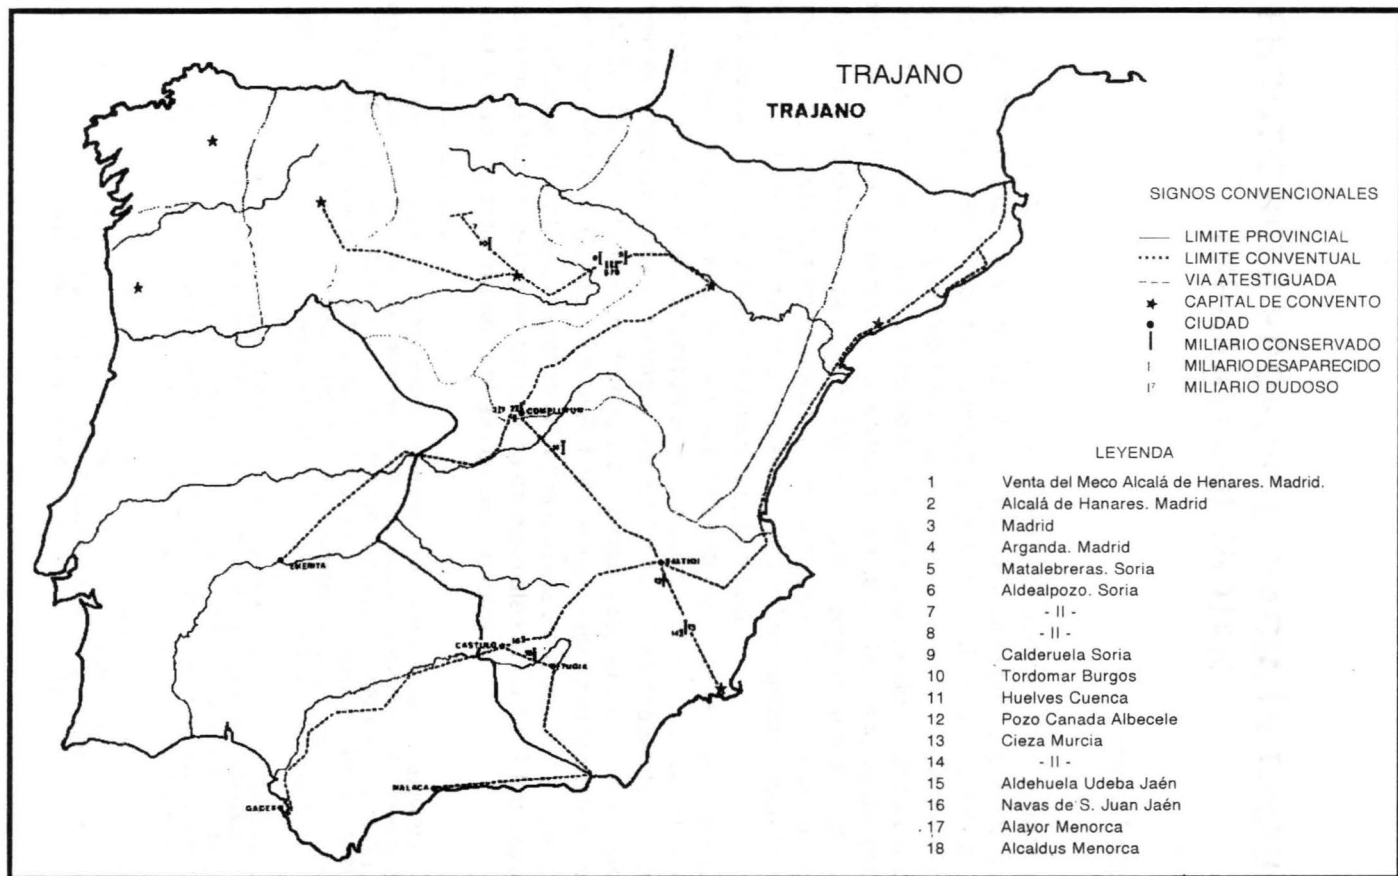 TRAJANO
TRAJANO
SIGNOS CONVENCIONALES
LIMITE PROVINCIAL
LIMITE CONVENTUAL
VIA ATESTIGUADA
CAPITAL DE CONVENTO
CIUDAD
MILIARIO CONSERVADO
MILIARIO DESAPARECIDO
MILIARIO DUDOSO
COMPLUTUM
EMERITA
CASTULO
TUGIA
MALACA
GADES
LEYENDA
1 Venta del Meco Alcalá de Henares. Madrid.
2 Alcalá de Hanares. Madrid
3 Madrid
4 Arganda. Madrid
5 Matalebreras. Soria
6 Aldealpozo. Soria
7 - II -
8 - II -
9 Calderuela Soria
10 Tordomar Burgos
11 Huelves Cuenca
12 Pozo Canada Albecele
13 Cieza Murcia
14 - II -
15 Aldehuela Udeba Jaén
16 Navas de S. Juan Jaén
17 Alayor Menorca
18 Alcaldus Menorca